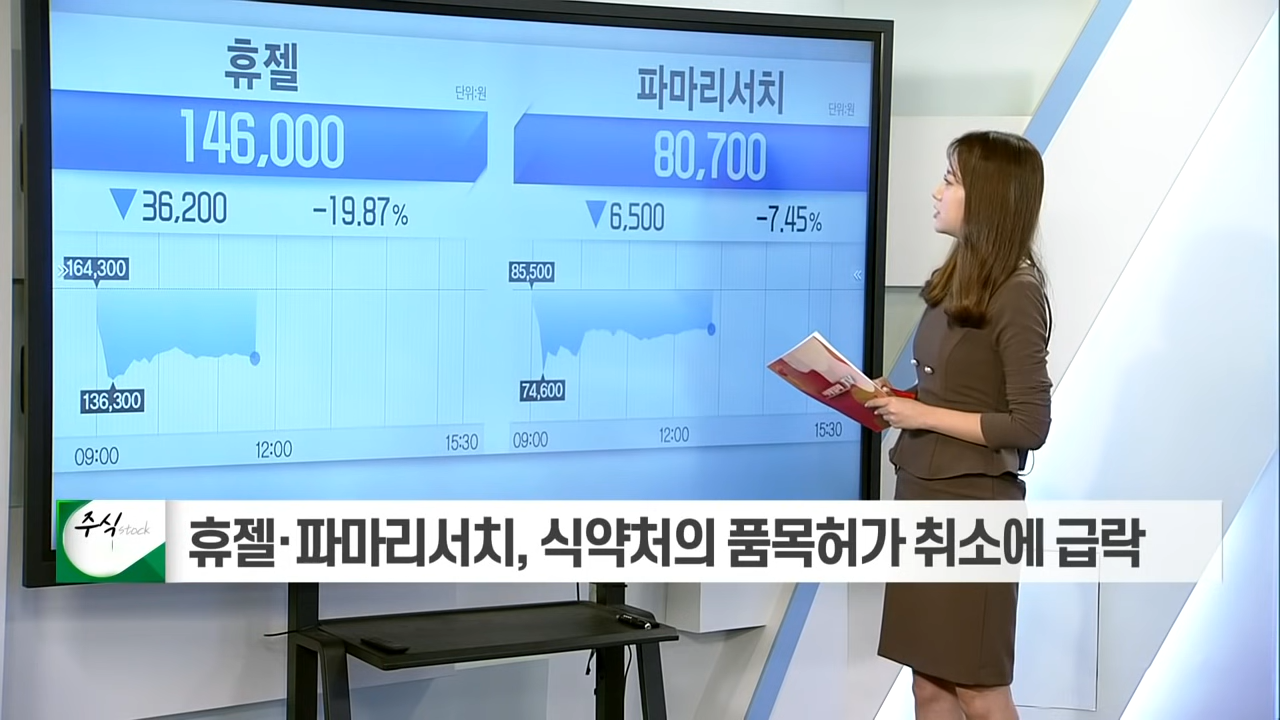 휴젤
단위:원
146,000
▼36,200 -19.87%
164,300
136,300
09:00 12:00 15:30
파마리서치
단위:원
80,700
▼6,500 -7.45%
85,500
74,600
09:00 12:00 15:30
주식 stock
휴젤·파마리서치, 식약처의 품목허가 취소에 급락